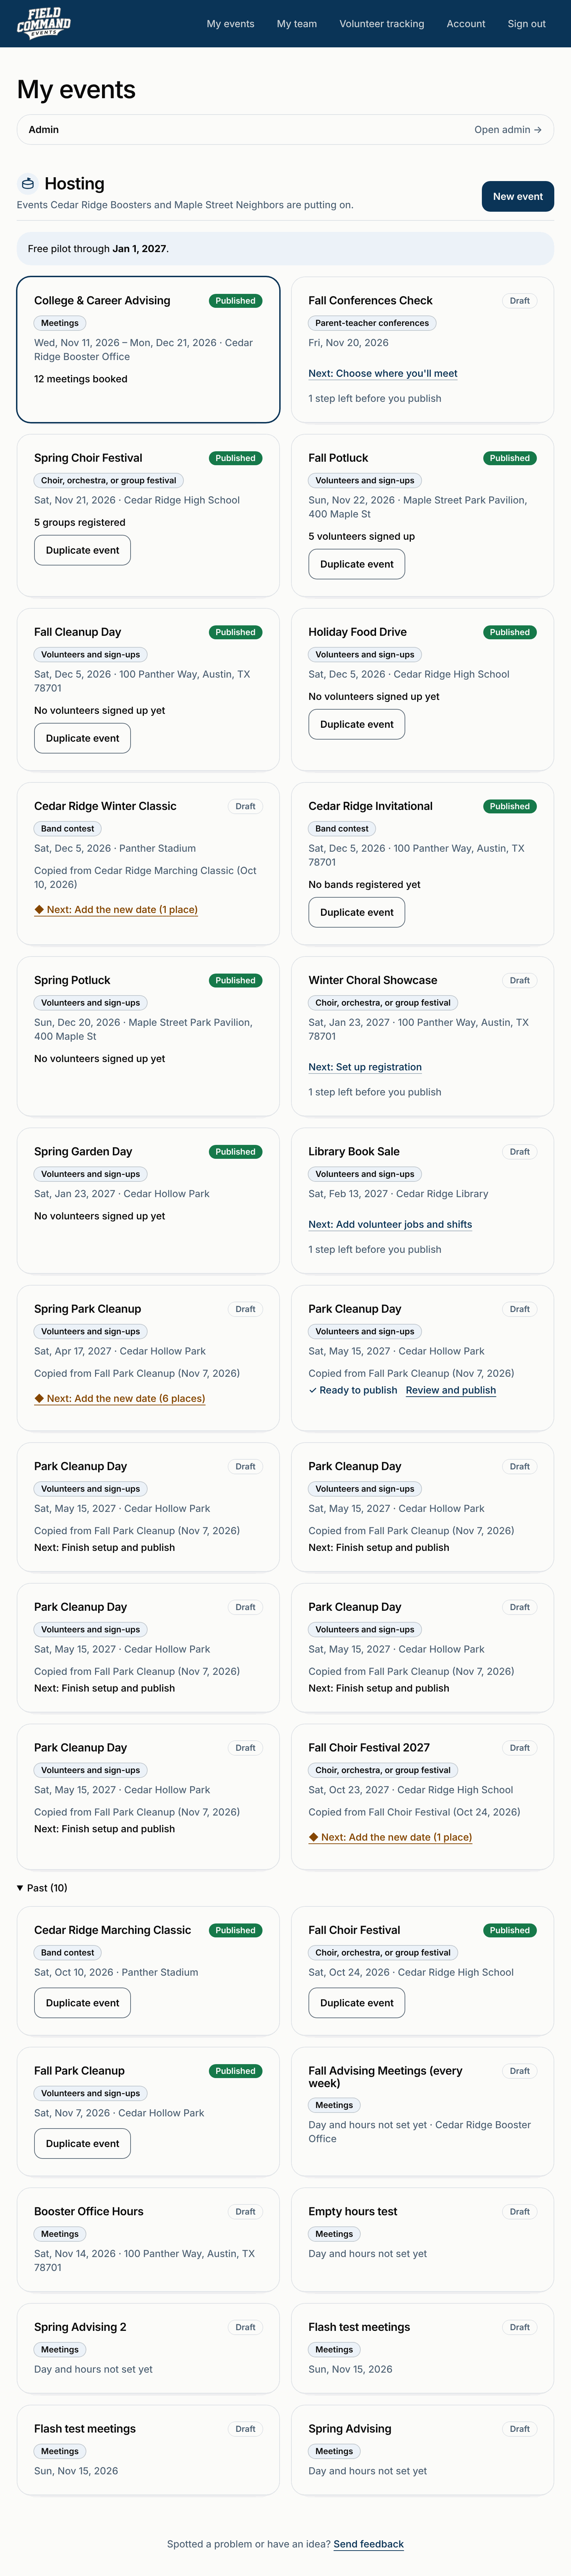 FIELD
COMMAND
EVENTS
My events
My team
Volunteer tracking
Account
Sign out
My events
Admin
Open admin →
Hosting
Events Cedar Ridge Boosters and Maple Street Neighbors are putting on.
New event
Free pilot through Jan 1, 2027.
College & Career Advising
Published
Meetings
Wed, Nov 11, 2026 – Mon, Dec 21, 2026 · Cedar
Ridge Booster Office
12 meetings booked
Fall Conferences Check
Draft
Parent-teacher conferences
Fri, Nov 20, 2026
Next: Choose where you'll meet
1 step left before you publish
Spring Choir Festival
Published
Choir, orchestra, or group festival
Sat, Nov 21, 2026 · Cedar Ridge High School
5 groups registered
Duplicate event
Fall Potluck
Published
Volunteers and sign-ups
Sun, Nov 22, 2026 · Maple Street Park Pavilion,
400 Maple St
5 volunteers signed up
Duplicate event
Fall Cleanup Day
Published
Volunteers and sign-ups
Sat, Dec 5, 2026 · 100 Panther Way, Austin, TX
78701
No volunteers signed up yet
Duplicate event
Holiday Food Drive
Published
Volunteers and sign-ups
Sat, Dec 5, 2026 · Cedar Ridge High School
No volunteers signed up yet
Duplicate event
Cedar Ridge Winter Classic
Draft
Band contest
Sat, Dec 5, 2026 · Panther Stadium
Copied from Cedar Ridge Marching Classic (Oct
10, 2026)
◆ Next: Add the new date (1 place)
Cedar Ridge Invitational
Published
Band contest
Sat, Dec 5, 2026 · 100 Panther Way, Austin, TX
78701
No bands registered yet
Duplicate event
Spring Potluck
Published
Volunteers and sign-ups
Sun, Dec 20, 2026 · Maple Street Park Pavilion,
400 Maple St
No volunteers signed up yet
Winter Choral Showcase
Draft
Choir, orchestra, or group festival
Sat, Jan 23, 2027 · 100 Panther Way, Austin, TX
78701
Next: Set up registration
1 step left before you publish
Spring Garden Day
Published
Volunteers and sign-ups
Sat, Jan 23, 2027 · Cedar Hollow Park
No volunteers signed up yet
Library Book Sale
Draft
Volunteers and sign-ups
Sat, Feb 13, 2027 · Cedar Ridge Library
Next: Add volunteer jobs and shifts
1 step left before you publish
Spring Park Cleanup
Draft
Volunteers and sign-ups
Sat, Apr 17, 2027 · Cedar Hollow Park
Copied from Fall Park Cleanup (Nov 7, 2026)
◆ Next: Add the new date (6 places)
Park Cleanup Day
Draft
Volunteers and sign-ups
Sat, May 15, 2027 · Cedar Hollow Park
Copied from Fall Park Cleanup (Nov 7, 2026)
✓ Ready to publish Review and publish
Park Cleanup Day
Draft
Volunteers and sign-ups
Sat, May 15, 2027 · Cedar Hollow Park
Copied from Fall Park Cleanup (Nov 7, 2026)
Next: Finish setup and publish
Park Cleanup Day
Draft
Volunteers and sign-ups
Sat, May 15, 2027 · Cedar Hollow Park
Copied from Fall Park Cleanup (Nov 7, 2026)
Next: Finish setup and publish
Park Cleanup Day
Draft
Volunteers and sign-ups
Sat, May 15, 2027 · Cedar Hollow Park
Copied from Fall Park Cleanup (Nov 7, 2026)
Next: Finish setup and publish
Park Cleanup Day
Draft
Volunteers and sign-ups
Sat, May 15, 2027 · Cedar Hollow Park
Copied from Fall Park Cleanup (Nov 7, 2026)
Next: Finish setup and publish
Park Cleanup Day
Draft
Volunteers and sign-ups
Sat, May 15, 2027 · Cedar Hollow Park
Copied from Fall Park Cleanup (Nov 7, 2026)
Next: Finish setup and publish
Fall Choir Festival 2027
Draft
Choir, orchestra, or group festival
Sat, Oct 23, 2027 · Cedar Ridge High School
Copied from Fall Choir Festival (Oct 24, 2026)
◆ Next: Add the new date (1 place)
▼ Past (10)
Cedar Ridge Marching Classic
Published
Band contest
Sat, Oct 10, 2026 · Panther Stadium
Duplicate event
Fall Choir Festival
Published
Choir, orchestra, or group festival
Sat, Oct 24, 2026 · Cedar Ridge High School
Duplicate event
Fall Park Cleanup
Published
Volunteers and sign-ups
Sat, Nov 7, 2026 · Cedar Hollow Park
Duplicate event
Fall Advising Meetings (every
week)
Draft
Meetings
Day and hours not set yet · Cedar Ridge Booster
Office
Booster Office Hours
Draft
Meetings
Sat, Nov 14, 2026 · 100 Panther Way, Austin, TX
78701
Empty hours test
Draft
Meetings
Day and hours not set yet
Spring Advising 2
Draft
Meetings
Day and hours not set yet
Flash test meetings
Draft
Meetings
Sun, Nov 15, 2026
Flash test meetings
Draft
Meetings
Sun, Nov 15, 2026
Spring Advising
Draft
Meetings
Day and hours not set yet
Spotted a problem or have an idea? Send feedback